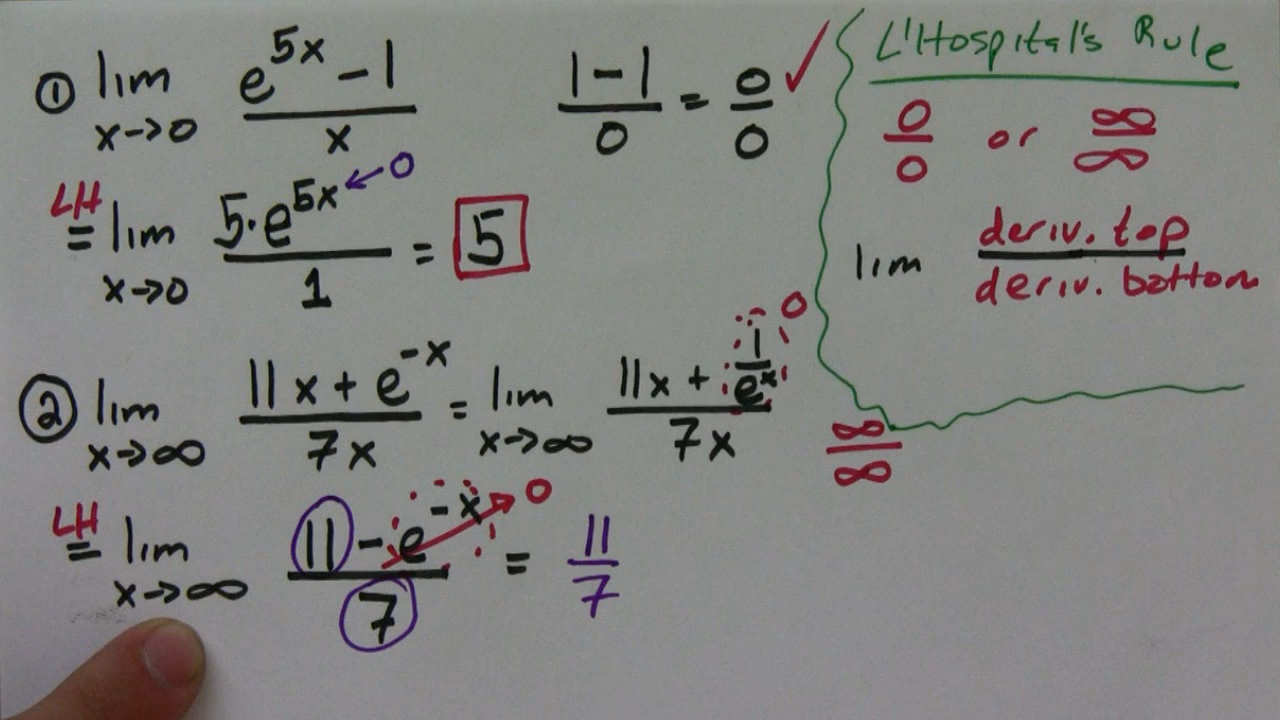 ① lim x→0 (e^{5x} − 1)/x   (1 − 1)/0 = 0/0 ✓
LH = lim x→0 (5·e^{5x} ← 0)/1 = 5
② lim x→∞ (11x + e^{−x})/(7x) = lim x→∞ (11x + 1/e^x → 0)/(7x)   ∞/∞
LH = lim x→∞ (11 − e^{−x} → 0)/7 = 11/7
L'Hospital's Rule
0/0 or ∞/∞
lim deriv. top / deriv. bottom